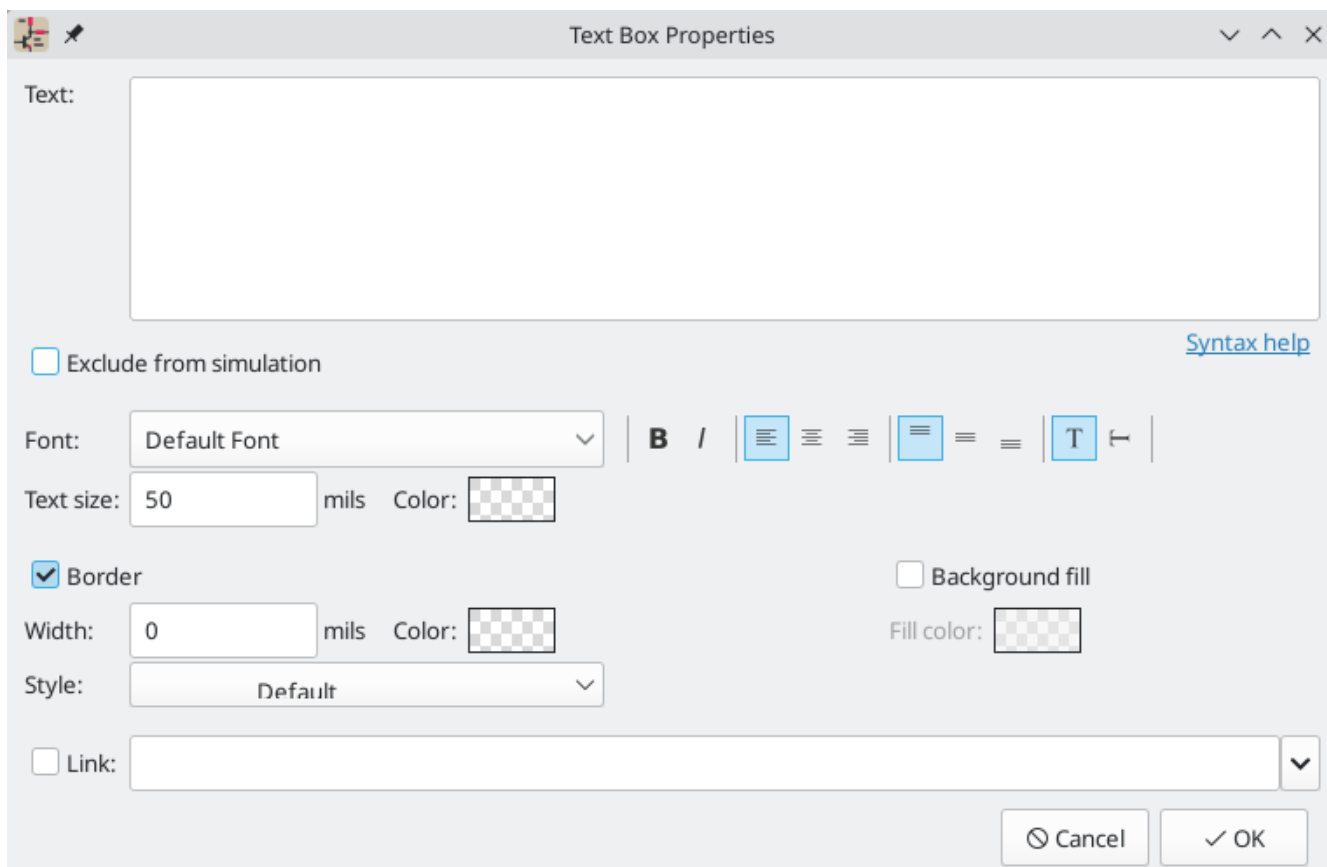 Text Box Properties
Text:
Syntax help
Exclude from simulation
Font: Default Font B I T T
Text size: 50 mils Color:
Border Background fill
Width: 0 mils Color: Fill color:
Style: Default
Link:
Cancel OK